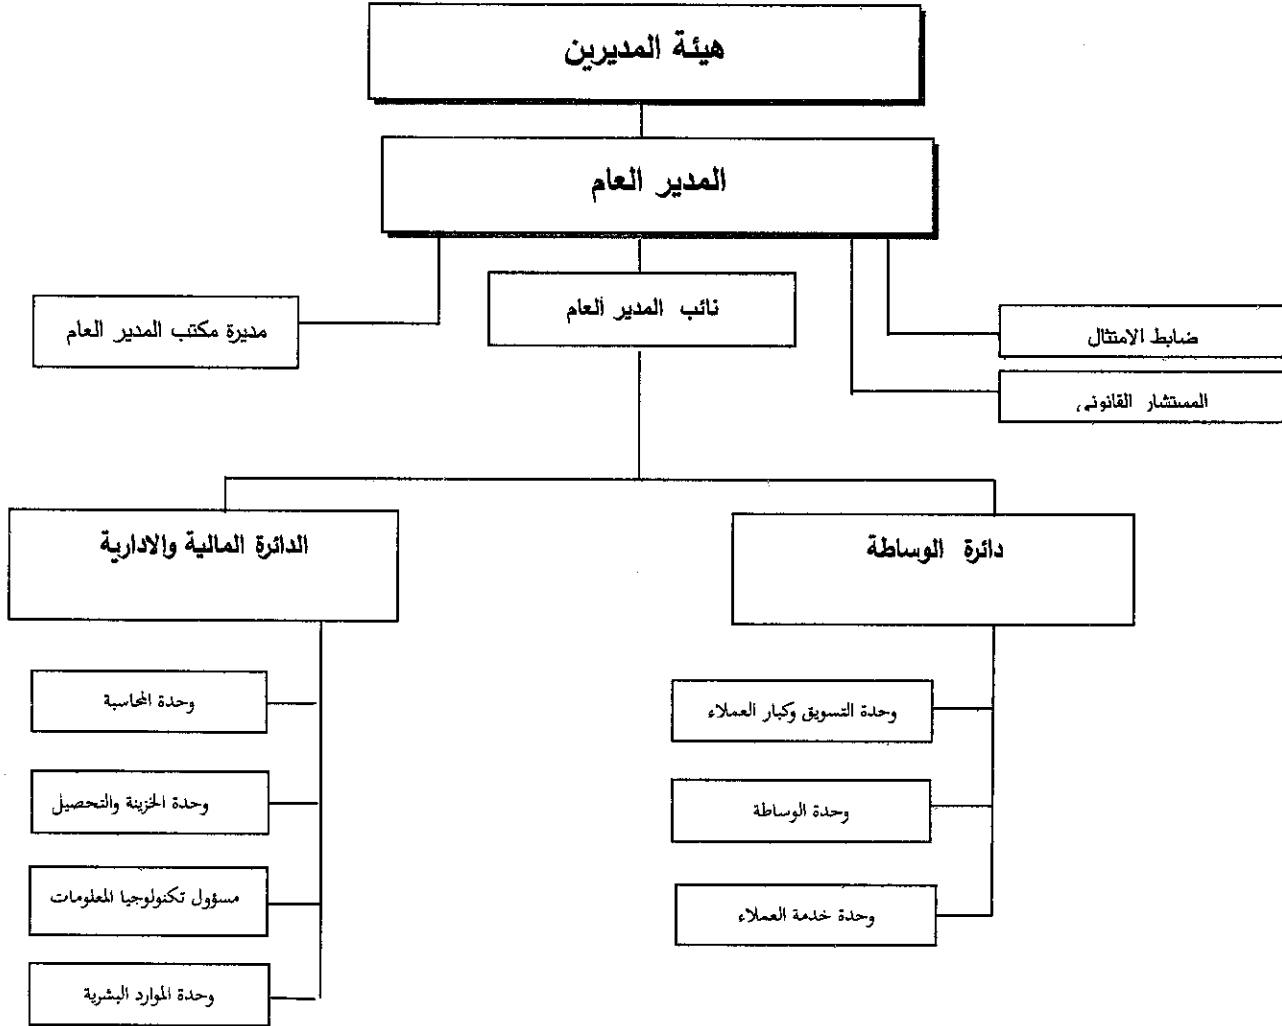 هيئة المديرين
المدير العام
نائب المدير العام
مديرة مكتب المدير العام
ضابط الامتثال
المستشار القانوني
دائرة الوساطة
الدائرة المالية والادارية
وحدة التسويق وكبار العملاء
وحدة الوساطة
وحدة خدمة العملاء
وحدة المحاسبة
وحدة الخزينة والتحصيل
مسؤول تكنولوجيا المعلومات
وحدة الموارد البشرية